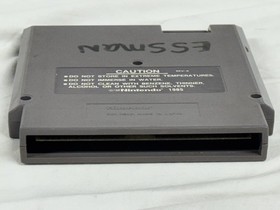 ESSMAN
CAUTION
• DO NOT STORE IN EXTREME TEMPERATURES.
• DO NOT IMMERSE IN WATER.
• DO NOT CLEAN WITH BENZENE, THINNER,
ALCOHOL OR OTHER SUCH SOLVENTS.
©Nintendo 1985